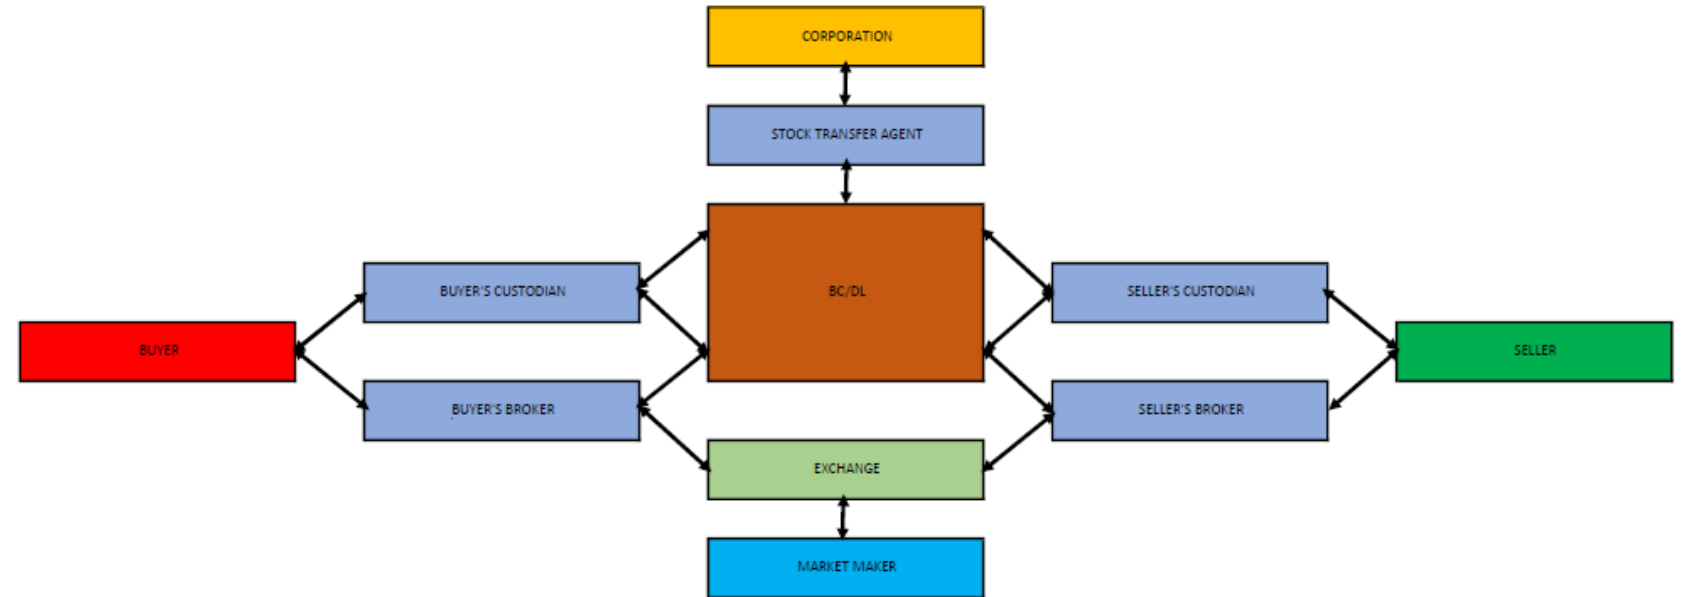 CORPORATION
STOCK TRANSFER AGENT
BUYER'S CUSTODIAN
BC/DL
SELLER'S CUSTODIAN
BUYER
SELLER
BUYER'S BROKER
SELLER'S BROKER
EXCHANGE
MARKET MAKER